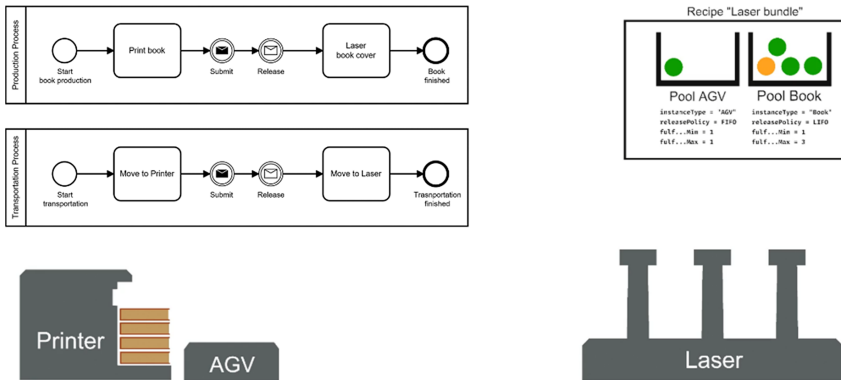 Production Process
Start
book production
Print book
Submit
Release
Laser
book cover
Book
finished
Transportation Process
Start
transportation
Move to Printer
Submit
Release
Move to Laser
Trasnportation
finished
Recipe "Laser bundle"
Pool AGV
instanceType = "AGV"
releasePolicy = FIFO
fulf...Min = 1
fulf...Max = 1
Pool Book
instanceType = "Book"
releasePolicy = LIFO
fulf...Min = 1
fulf...Max = 3
Printer
AGV
Laser